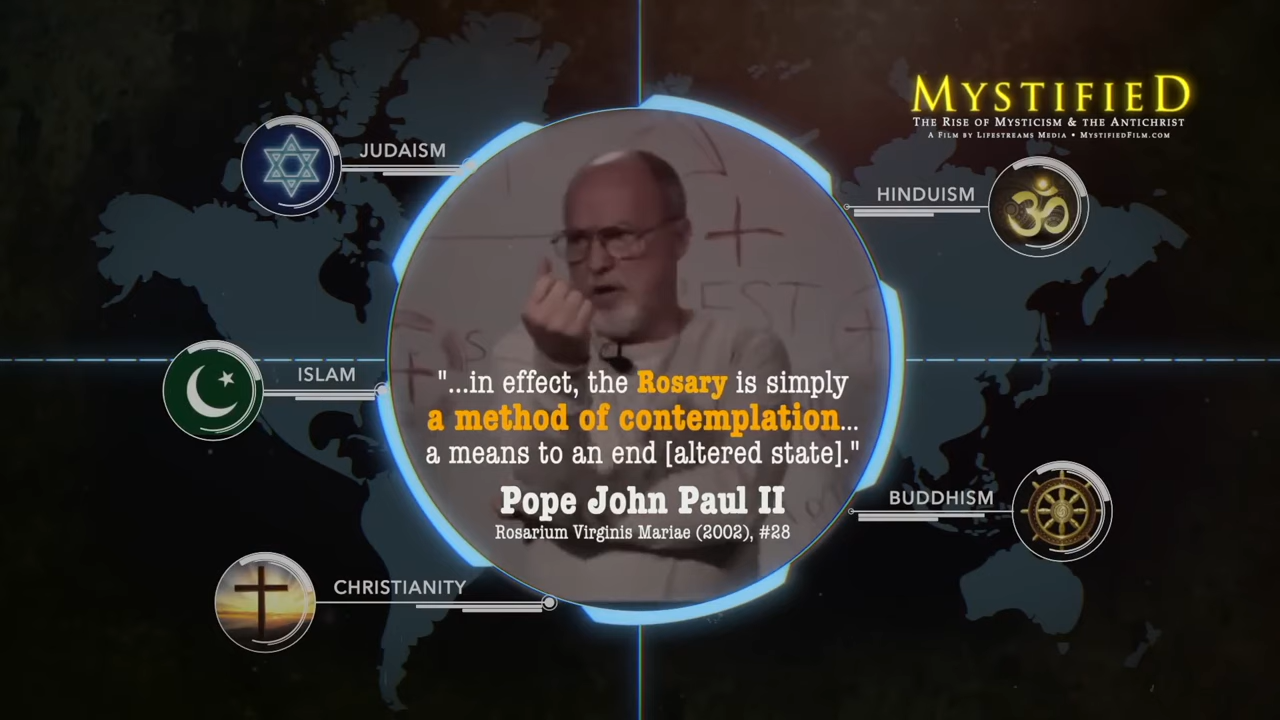 MYSTIFIED
THE RISE OF MYSTICISM & THE ANTICHRIST
A FILM BY LIFESTREAMS MEDIA • MYSTIFIEDFILM.COM
JUDAISM
HINDUISM
ISLAM
EST
"...in effect, the Rosary is simply
a method of contemplation...
a means to an end [altered state]."
Pope John Paul II
Rosarium Virginis Mariae (2002), #28
BUDDHISM
CHRISTIANITY